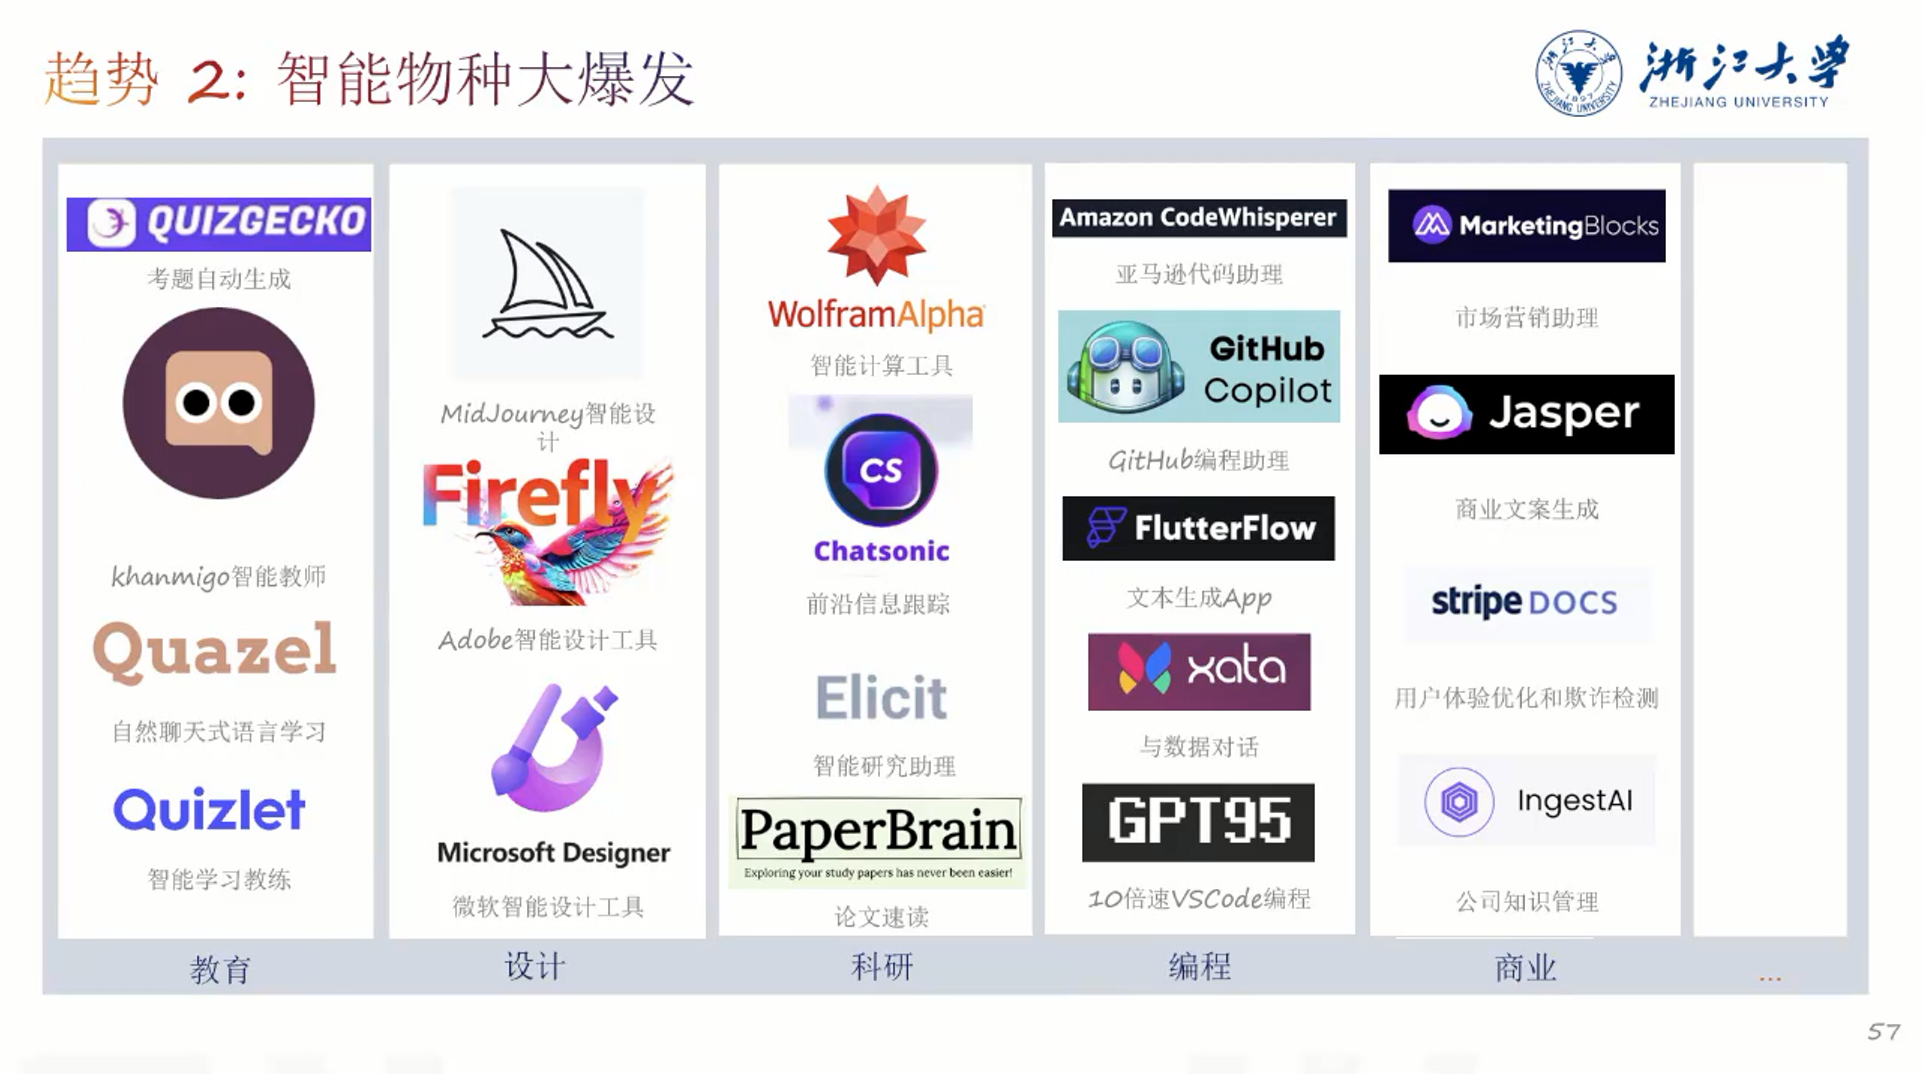 趋势 2: 智能物种大爆发
浙江大学
ZHEJIANG UNIVERSITY
浙江大学
1897
ZHEJIANG UNIVERSITY
QUIZGECKO
考题自动生成
khanmigo智能教师
Quazel
自然聊天式语言学习
Quizlet
智能学习教练
教育
MidJourney智能设
计
Firefly
Adobe智能设计工具
Microsoft Designer
微软智能设计工具
设计
WolframAlpha
智能计算工具
CS
Chatsonic
前沿信息跟踪
Elicit
智能研究助理
PaperBrain
Exploring your study papers has never been easier!
论文速读
科研
Amazon CodeWhisperer
亚马逊代码助理
GitHub
Copilot
GitHub编程助理
FlutterFlow
文本生成App
xata
与数据对话
GPT95
10倍速VSCode编程
编程
MarketingBlocks
市场营销助理
Jasper
商业文案生成
stripe DOCS
用户体验优化和欺诈检测
IngestAI
公司知识管理
商业
...
57